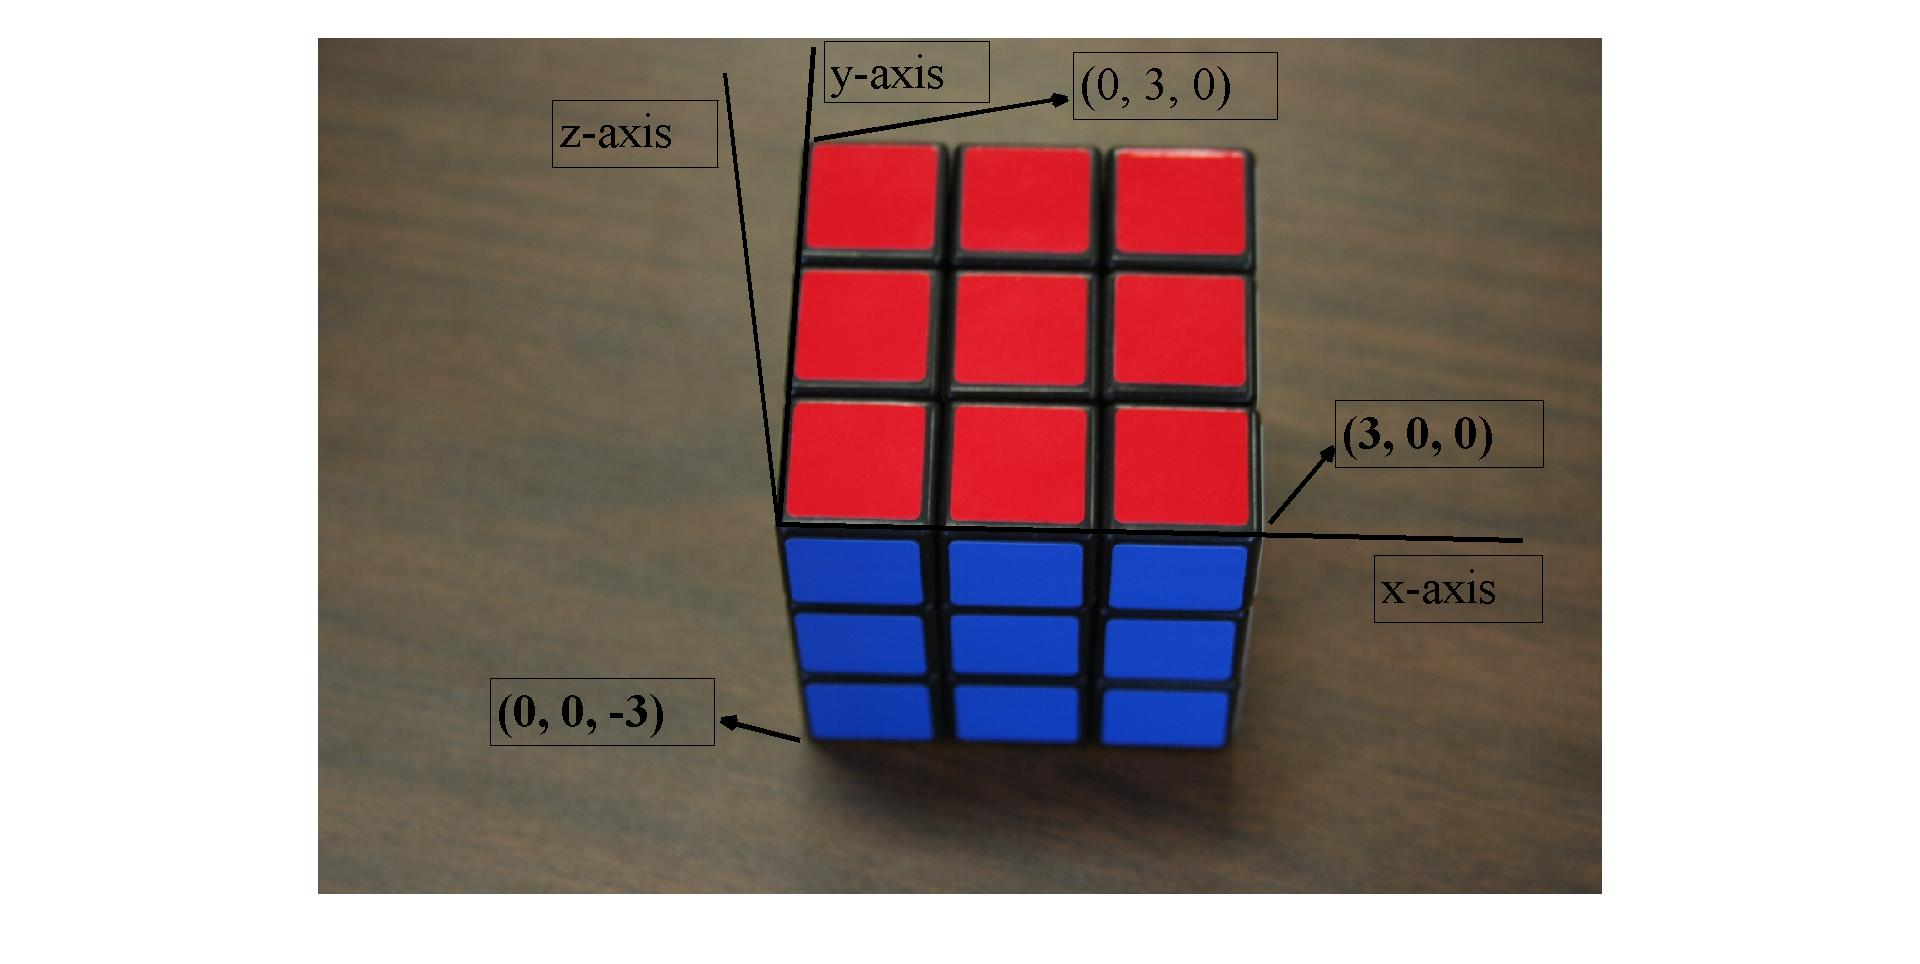 y-axis
(0, 3, 0)
z-axis
(3, 0, 0)
x-axis
(0, 0, -3)